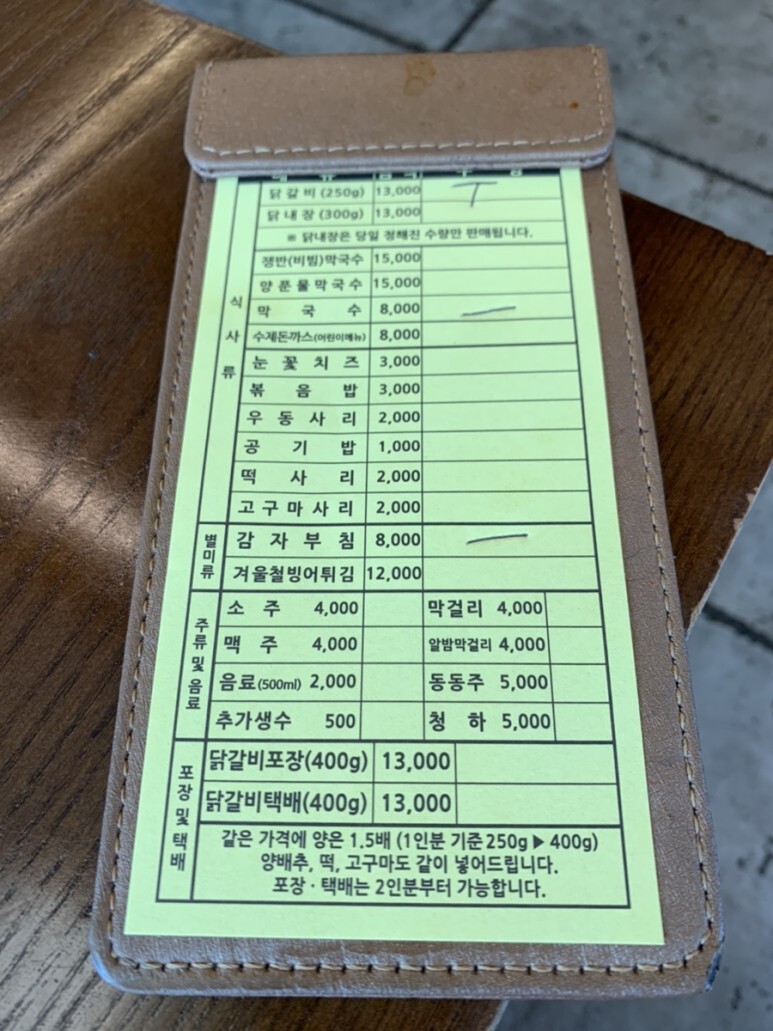 닭갈비 (250g) 13,000 T
닭내장 (300g) 13,000
※ 닭내장은 당일 정해진 수량만 판매됩니다.
쟁반(비빔)막국수 15,000
양푼물막국수 15,000
막국수 8,000 一
수제돈까스(어린이메뉴) 8,000
눈꽃치즈 3,000
볶음밥 3,000
우동사리 2,000
공기밥 1,000
떡사리 2,000
고구마사리 2,000
식사류
별미류
감자부침 8,000 一
겨울철빙어튀김 12,000
주류 및 음료
소주 4,000 막걸리 4,000
맥주 4,000 알밤막걸리 4,000
음료(500ml) 2,000 동동주 5,000
추가생수 500 청하 5,000
포장 및 택배
닭갈비포장(400g) 13,000
닭갈비택배(400g) 13,000
같은 가격에 양은 1.5배 (1인분 기준 250g ▶ 400g)
양배추, 떡, 고구마도 같이 넣어드립니다.
포장 · 택배는 2인분부터 가능합니다.